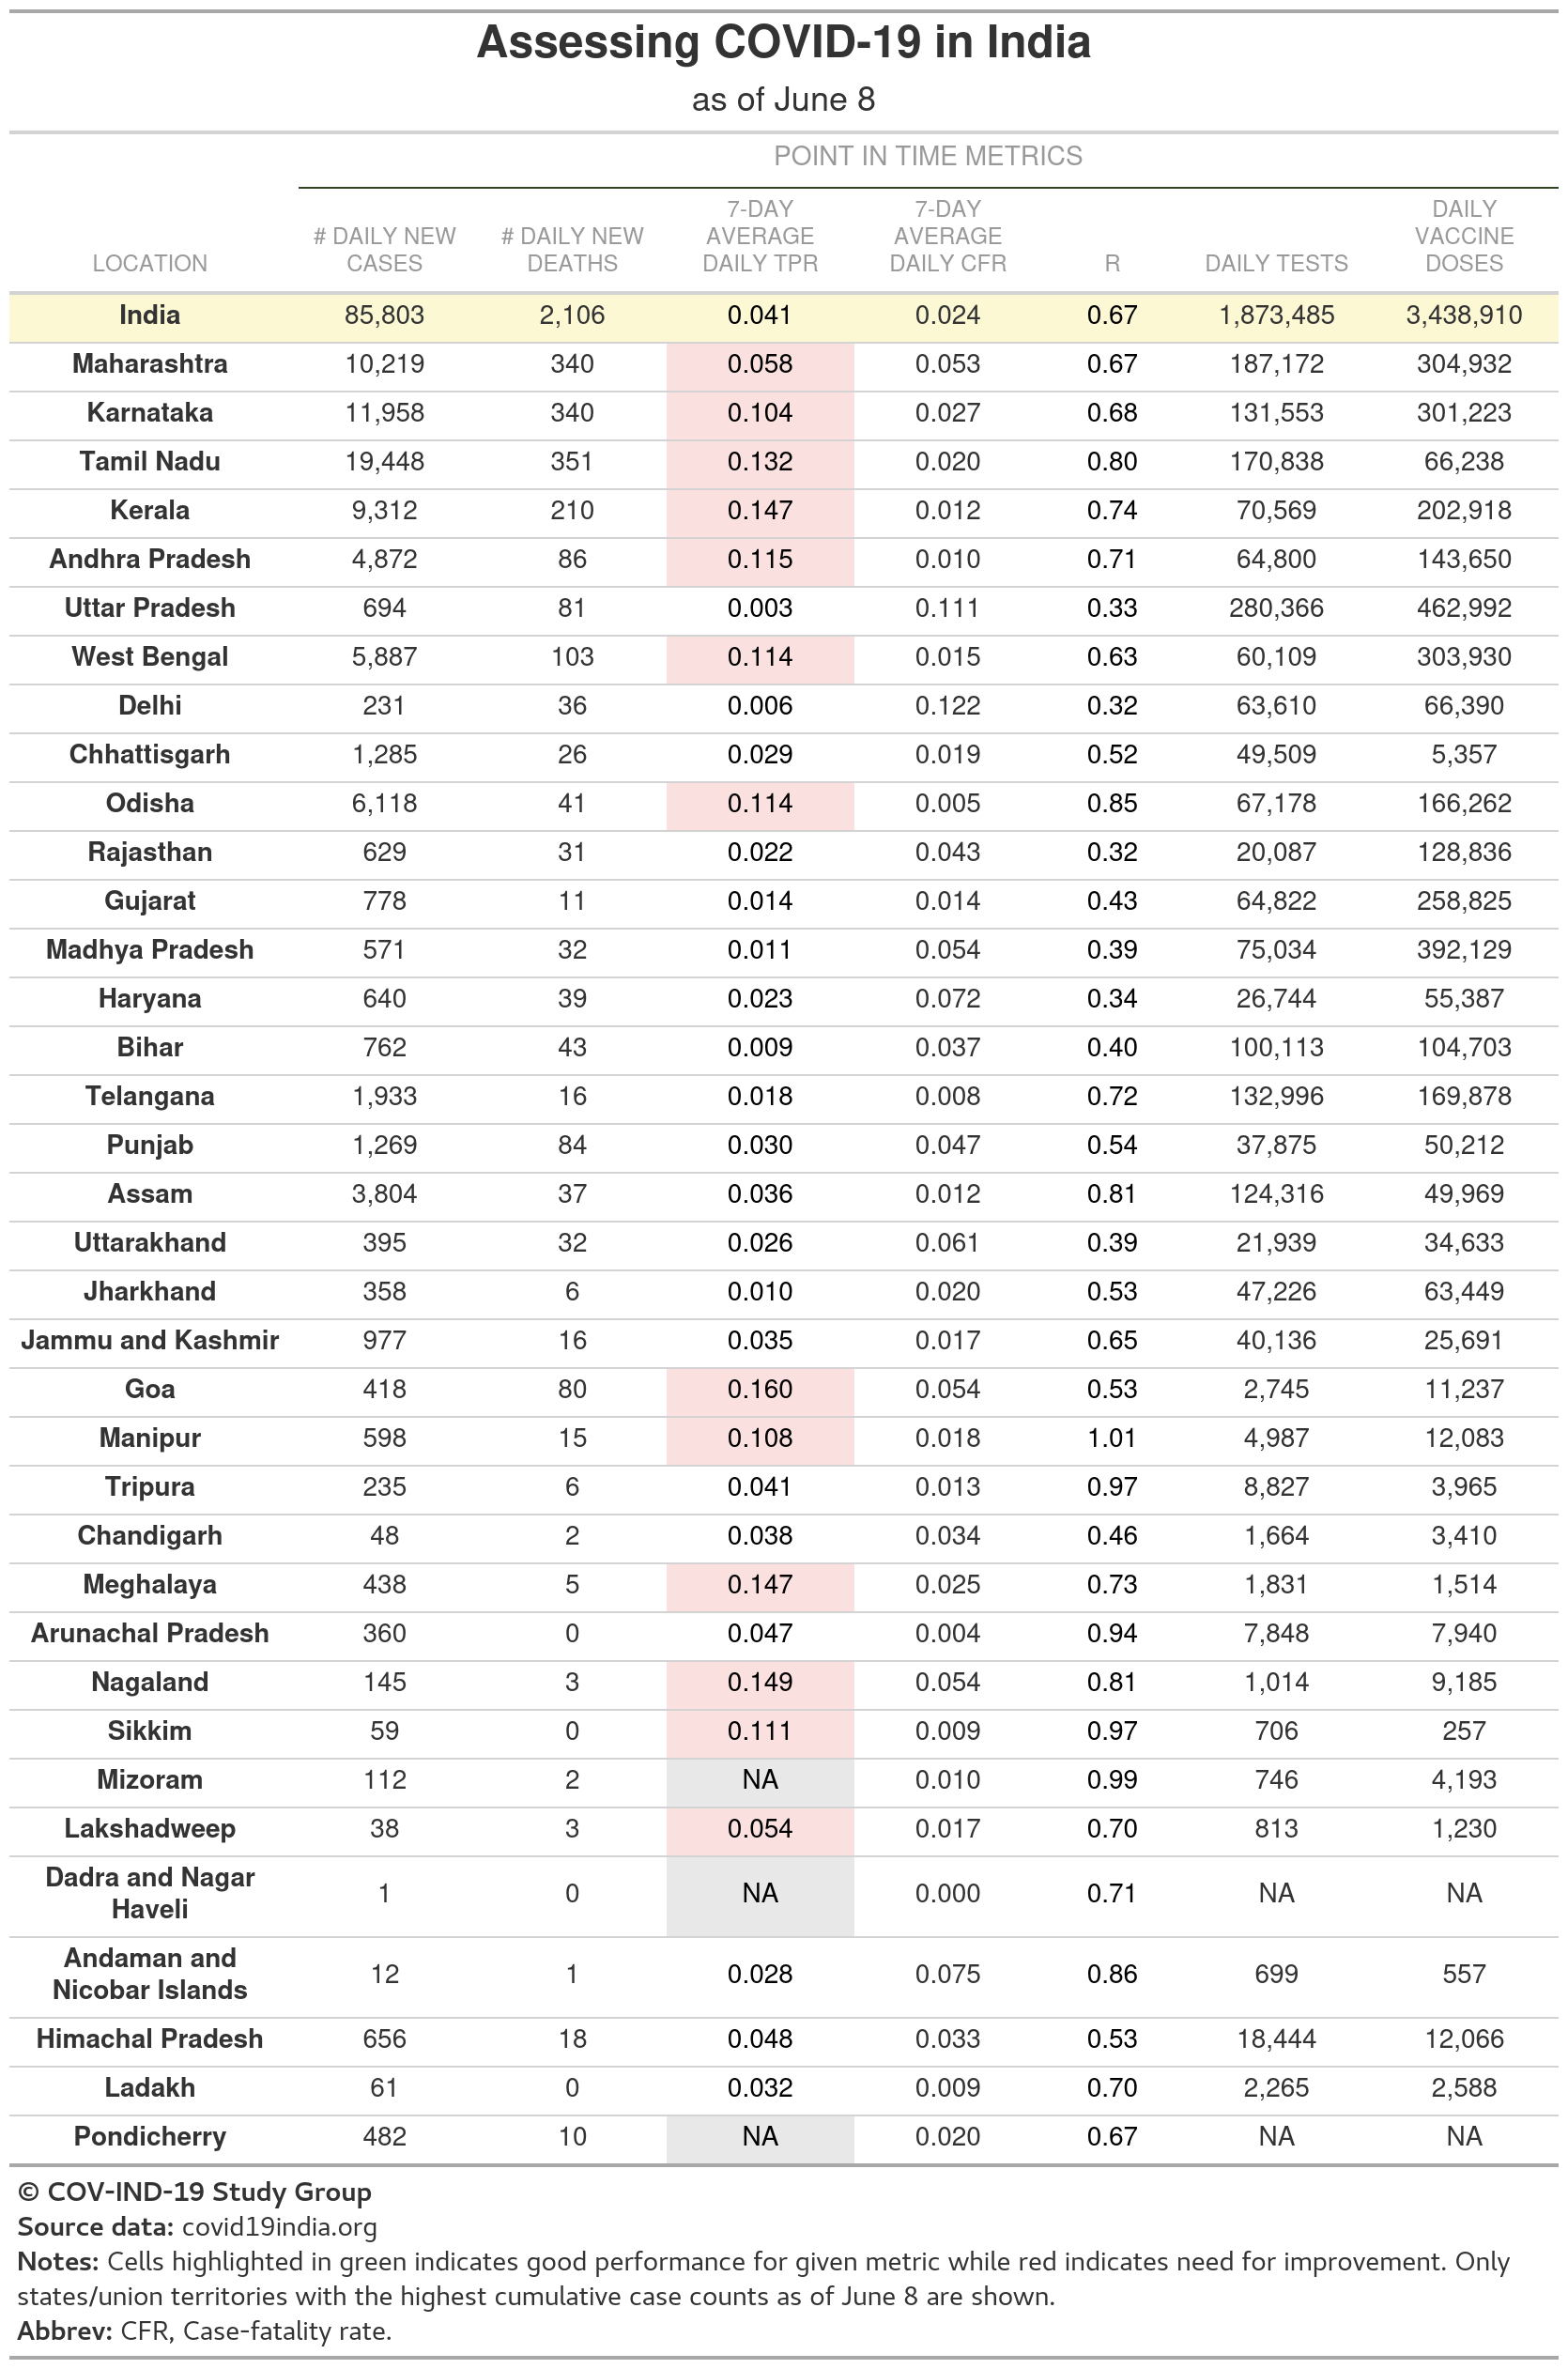 Assessing COVID-19 in India
as of June 8
POINT IN TIME METRICS
LOCATION # DAILY NEW CASES # DAILY NEW DEATHS 7-DAY AVERAGE DAILY TPR 7-DAY AVERAGE DAILY CFR R DAILY TESTS DAILY VACCINE DOSES
India 85,803 2,106 0.041 0.024 0.67 1,873,485 3,438,910
Maharashtra 10,219 340 0.058 0.053 0.67 187,172 304,932
Karnataka 11,958 340 0.104 0.027 0.68 131,553 301,223
Tamil Nadu 19,448 351 0.132 0.020 0.80 170,838 66,238
Kerala 9,312 210 0.147 0.012 0.74 70,569 202,918
Andhra Pradesh 4,872 86 0.115 0.010 0.71 64,800 143,650
Uttar Pradesh 694 81 0.003 0.111 0.33 280,366 462,992
West Bengal 5,887 103 0.114 0.015 0.63 60,109 303,930
Delhi 231 36 0.006 0.122 0.32 63,610 66,390
Chhattisgarh 1,285 26 0.029 0.019 0.52 49,509 5,357
Odisha 6,118 41 0.114 0.005 0.85 67,178 166,262
Rajasthan 629 31 0.022 0.043 0.32 20,087 128,836
Gujarat 778 11 0.014 0.014 0.43 64,822 258,825
Madhya Pradesh 571 32 0.011 0.054 0.39 75,034 392,129
Haryana 640 39 0.023 0.072 0.34 26,744 55,387
Bihar 762 43 0.009 0.037 0.40 100,113 104,703
Telangana 1,933 16 0.018 0.008 0.72 132,996 169,878
Punjab 1,269 84 0.030 0.047 0.54 37,875 50,212
Assam 3,804 37 0.036 0.012 0.81 124,316 49,969
Uttarakhand 395 32 0.026 0.061 0.39 21,939 34,633
Jharkhand 358 6 0.010 0.020 0.53 47,226 63,449
Jammu and Kashmir 977 16 0.035 0.017 0.65 40,136 25,691
Goa 418 80 0.160 0.054 0.53 2,745 11,237
Manipur 598 15 0.108 0.018 1.01 4,987 12,083
Tripura 235 6 0.041 0.013 0.97 8,827 3,965
Chandigarh 48 2 0.038 0.034 0.46 1,664 3,410
Meghalaya 438 5 0.147 0.025 0.73 1,831 1,514
Arunachal Pradesh 360 0 0.047 0.004 0.94 7,848 7,940
Nagaland 145 3 0.149 0.054 0.81 1,014 9,185
Sikkim 59 0 0.111 0.009 0.97 706 257
Mizoram 112 2 NA 0.010 0.99 746 4,193
Lakshadweep 38 3 0.054 0.017 0.70 813 1,230
Dadra and Nagar Haveli 1 0 NA 0.000 0.71 NA NA
Andaman and Nicobar Islands 12 1 0.028 0.075 0.86 699 557
Himachal Pradesh 656 18 0.048 0.033 0.53 18,444 12,066
Ladakh 61 0 0.032 0.009 0.70 2,265 2,588
Pondicherry 482 10 NA 0.020 0.67 NA NA
© COV-IND-19 Study Group
Source data: covid19india.org
Notes: Cells highlighted in green indicates good performance for given metric while red indicates need for improvement. Only
states/union territories with the highest cumulative case counts as of June 8 are shown.
Abbrev: CFR, Case-fatality rate.